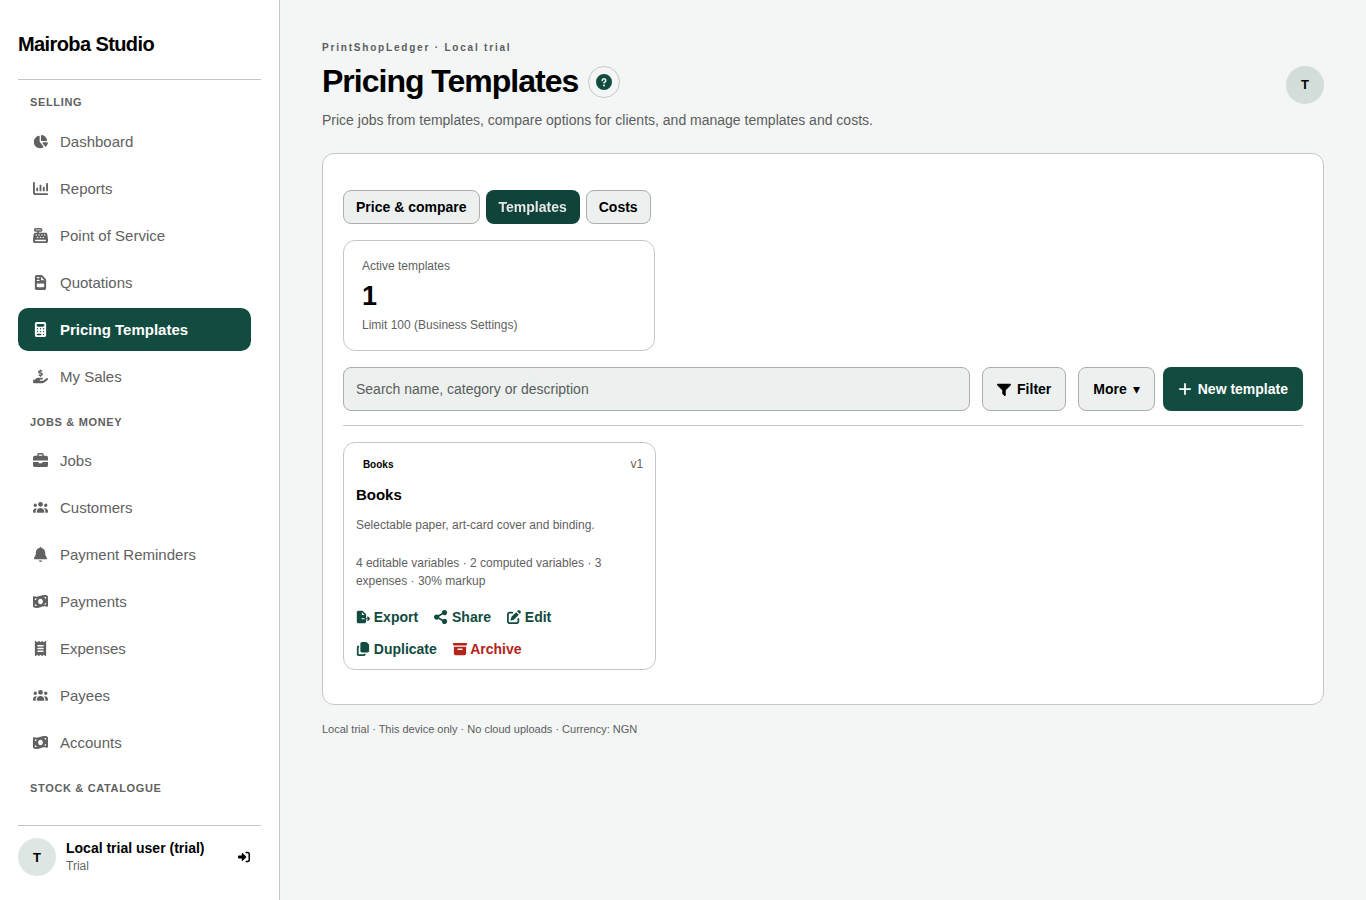 Mairoba Studio
SELLING
Dashboard
Reports
Point of Service
Quotations
Pricing Templates
My Sales
JOBS & MONEY
Jobs
Customers
Payment Reminders
Payments
Expenses
Payees
Accounts
STOCK & CATALOGUE
T
Local trial user (trial)
Trial
PrintShopLedger · Local trial
Pricing Templates
?
T
Price jobs from templates, compare options for clients, and manage templates and costs.
Price & compare
Templates
Costs
Active templates
1
Limit 100 (Business Settings)
Search name, category or description
Filter
More ▾
New template
Books
v1
Books
Selectable paper, art-card cover and binding.
4 editable variables · 2 computed variables · 3
expenses · 30% markup
Export
Share
Edit
Duplicate
Archive
Local trial · This device only · No cloud uploads · Currency: NGN